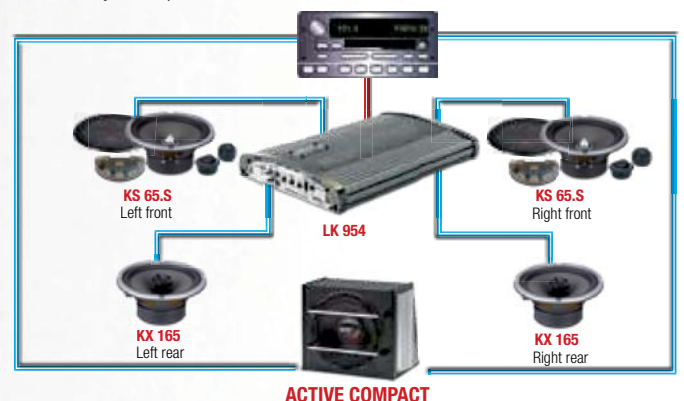 KS 65.S
Left front
KS 65.S
Right front
LK 954
KX 165
Left rear
KX 165
Right rear
ACTIVE COMPACT